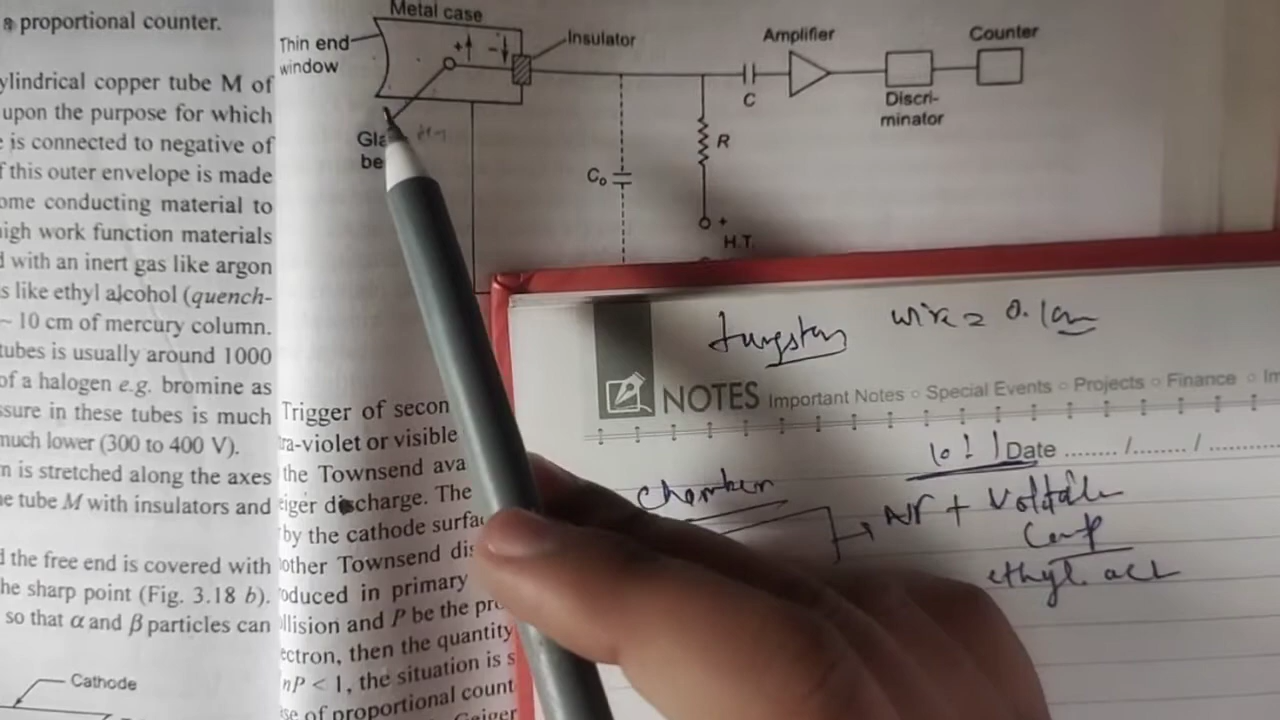 proportional counter.
ylindrical copper tube M of
upon the purpose for which
is connected to negative of
f this outer envelope is made
ome conducting material to
igh work function materials
d with an inert gas like argon
s like ethyl alcohol (quench-
~ 10 cm of mercury column.
tubes is usually around 1000
of a halogen e.g. bromine as
ssure in these tubes is much
much lower (300 to 400 V).
n is stretched along the axes
e tube M with insulators and
d the free end is covered with
he sharp point (Fig. 3.18 b).
so that α and β particles can
Cathode
Metal case
Thin end
window
Insulator
Gla
be
+ −
C₀
R
+
H.T.
C
Amplifier
Discri-
minator
Counter
Trigger of secon
ra-violet or visible
the Townsend ava
eiger discharge. The
by the cathode surfa
other Townsend dis
oduced in primary
llision and P be the pre
ectron, then the quantity
nP < 1, the situation is s
se of proportional count
Geiger
tungstan wire = 0.1cm
NOTES Important Notes ○ Special Events ○ Projects ○ Finance ○ Im
10:1 Date ......../......../............
Chamber
Ar + Voltále
Comp
ethyl